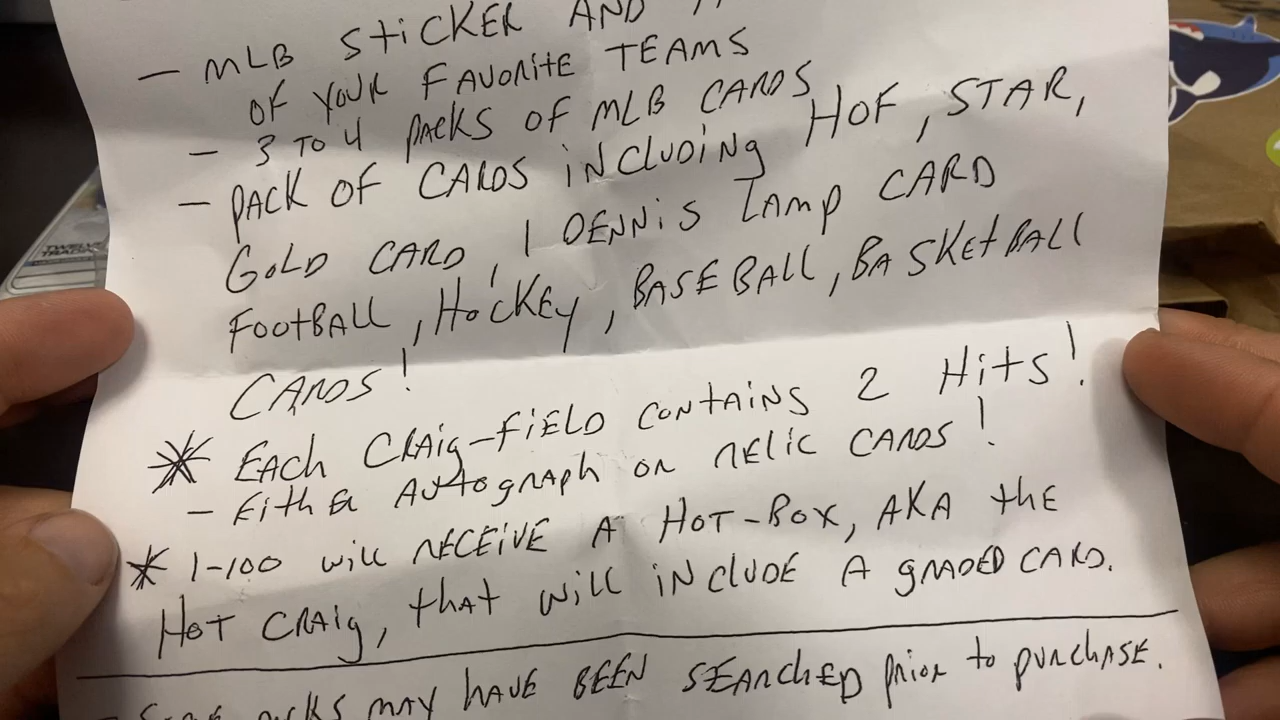 - MLB STICKER AND
OF YOUR FAVORITE TEAMS
- 3 TO 4 PACKS OF MLB CARDS
- PACK OF CARDS INCLUDING HOF, STAR,
GOLD CARD, 1 DENNIS LAMP CARD
FOOTBALL, HOCKEY, BASEBALL, BASKETBALL
CARDS!
* EACH CRAIG-FIELD CONTAINS 2 HITS!
- EITHER AUTOGRAPH OR RELIC CARDS!
* 1-100 WILL RECEIVE A HOT-BOX, AKA THE
HOT CRAIG, THAT WILL INCLUDE A GRADED CARD.
- SOME PACKS MAY HAVE BEEN SEARCHED PRIOR TO PURCHASE.